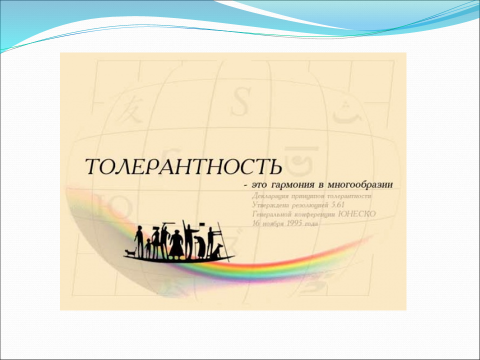 ТОЛЕРАНТНОСТЬ
- это гармония в многообразии
Декларация принципов толерантности
Утверждена резолюцией 5.61
Генеральной конференции ЮНЕСКО
16 ноября 1995 года
S
Ю